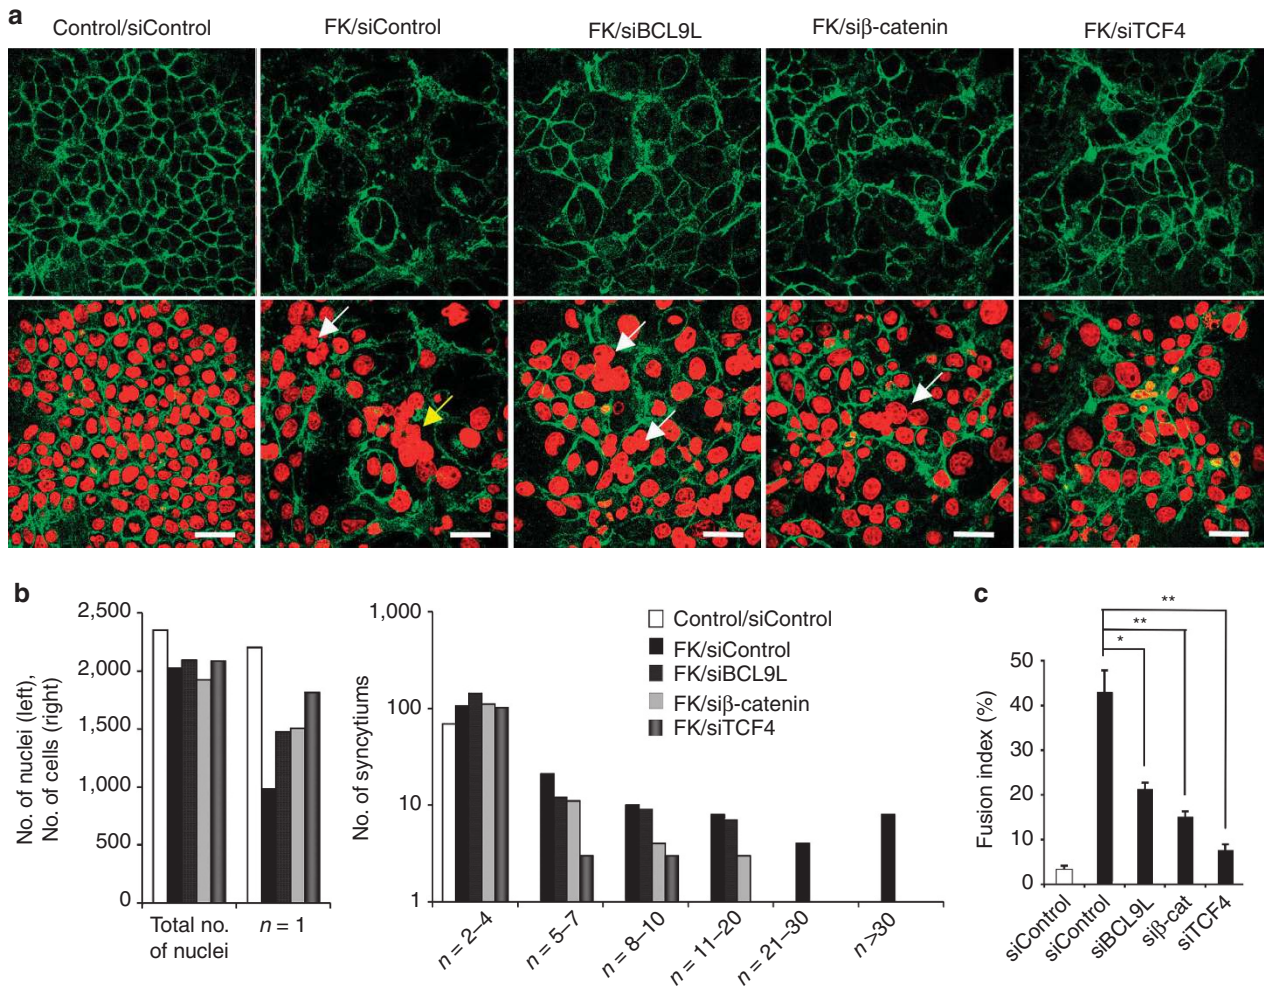 a
Control/siControl
FK/siControl
FK/siBCL9L
FK/siβ-catenin
FK/siTCF4
b
No. of nuclei (left),
No. of cells (right)
2,500
2,000
1,500
1,000
500
0
Total no.
of nuclei
n = 1
No. of syncytiums
1,000
100
10
1
n = 2–4
n = 5–7
n = 8–10
n = 11–20
n = 21–30
n >30
Control/siControl
FK/siControl
FK/siBCL9L
FK/siβ-catenin
FK/siTCF4
c
Fusion index (%)
50
40
30
20
10
0
**
**
*
siControl
siControl
siBCL9L
siβ-cat
siTCF4